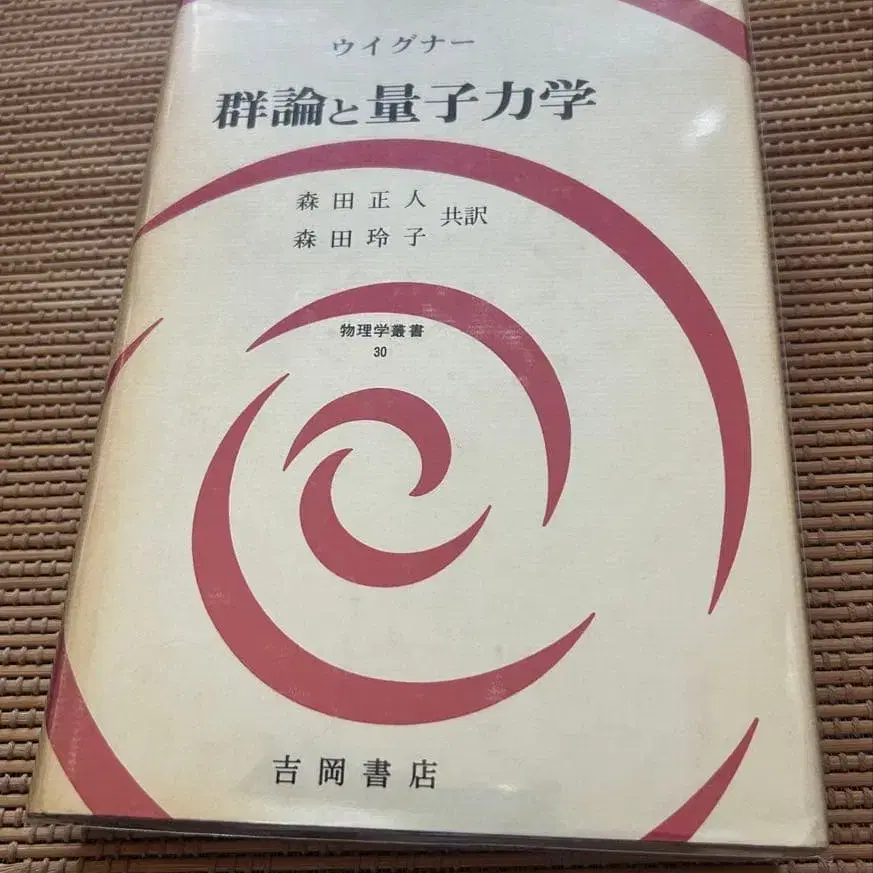 ウイグナー
群論と量子力学
森田正人
森田玲子 共訳
物理学叢書
30
吉岡書店